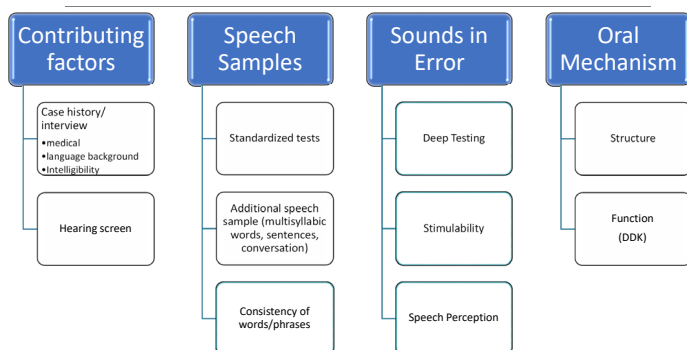 Contributing
factors
Case history/
interview
•medical
•language background
•Intelligibility
Hearing screen
Speech
Samples
Standardized tests
Additional speech
sample (multisyllabic
words, sentences,
conversation)
Consistency of
words/phrases
Sounds in
Error
Deep Testing
Stimulability
Speech Perception
Oral
Mechanism
Structure
Function
(DDK)